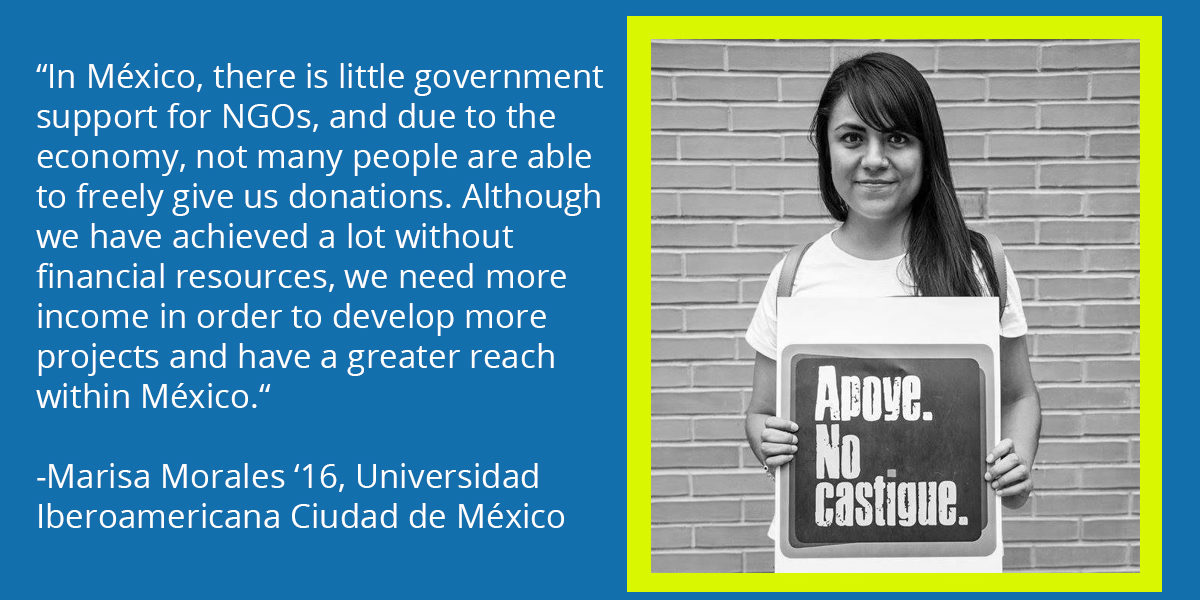 “In México, there is little government
support for NGOs, and due to the
economy, not many people are able
to freely give us donations. Although
we have achieved a lot without
financial resources, we need more
income in order to develop more
projects and have a greater reach
within México.“
-Marisa Morales ‘16, Universidad
Iberoamericana Ciudad de México
Apoye.
No
castigue.